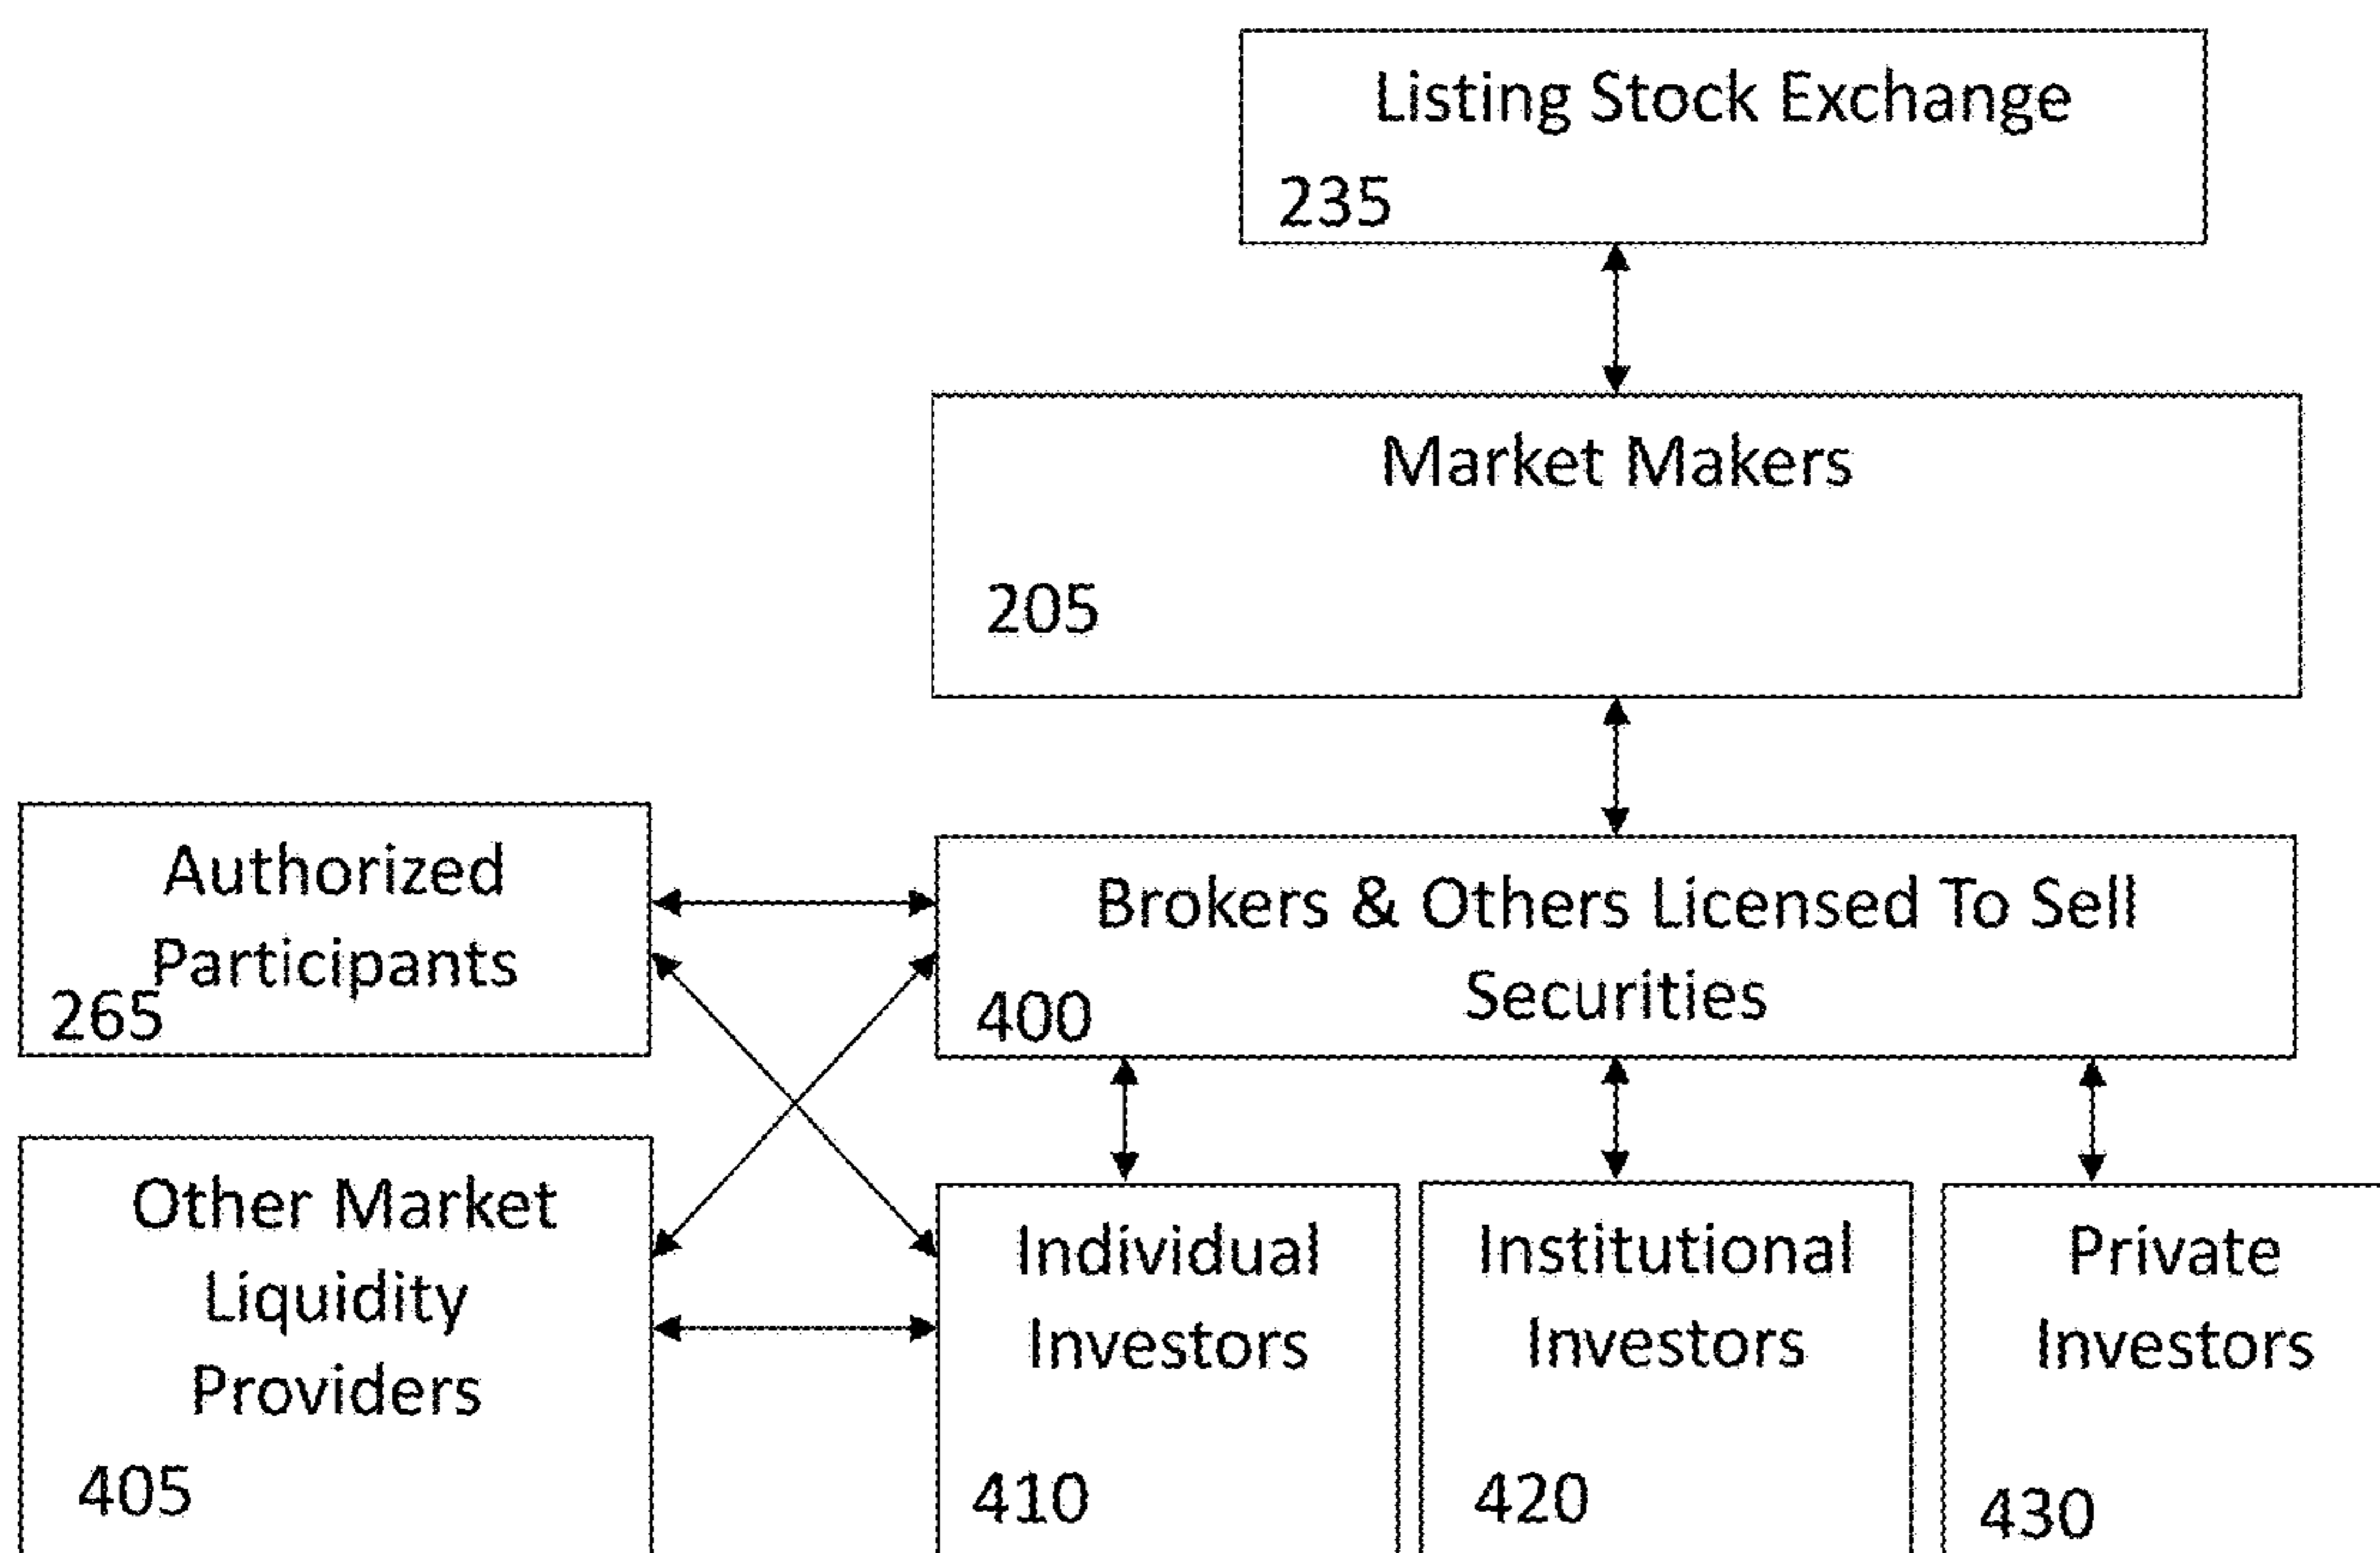 Listing Stock Exchange
235
Market Makers
205
Authorized
Participants
265
Brokers & Others Licensed To Sell
Securities
400
Other Market
Liquidity
Providers
405
Individual
Investors
410
Institutional
Investors
420
Private
Investors
430